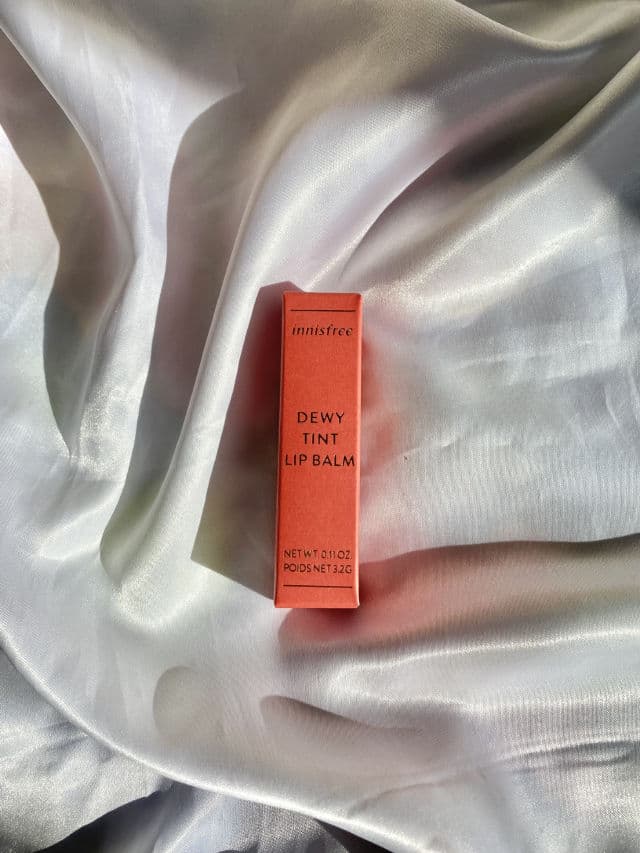 innisfree
DEWY
TINT
LIP BALM
NET WT. 0.11 OZ.
POIDS NET 3.2G